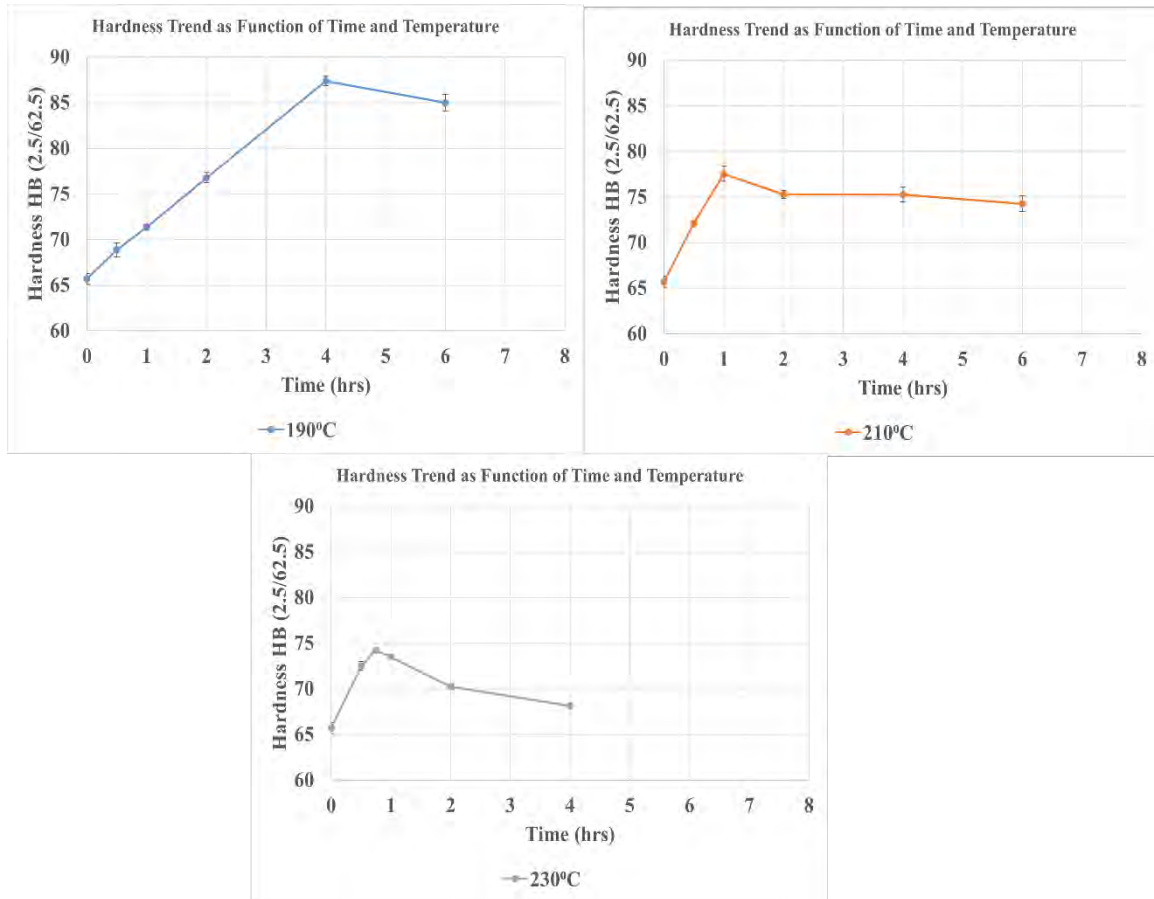 Hardness Trend as Function of Time and Temperature
Hardness HB (2.5/62.5)
90
85
80
75
70
65
60
0 1 2 3 4 5 6 7 8
Time (hrs)
190⁰C
Hardness Trend as Function of Time and Temperature
Hardness HB (2.5/62.5)
90
85
80
75
70
65
60
0 1 2 3 4 5 6 7 8
Time (hrs)
210⁰C
Hardness Trend as Function of Time and Temperature
Hardness HB (2.5/62.5)
90
85
80
75
70
65
60
0 1 2 3 4 5 6 7 8
Time (hrs)
230⁰C